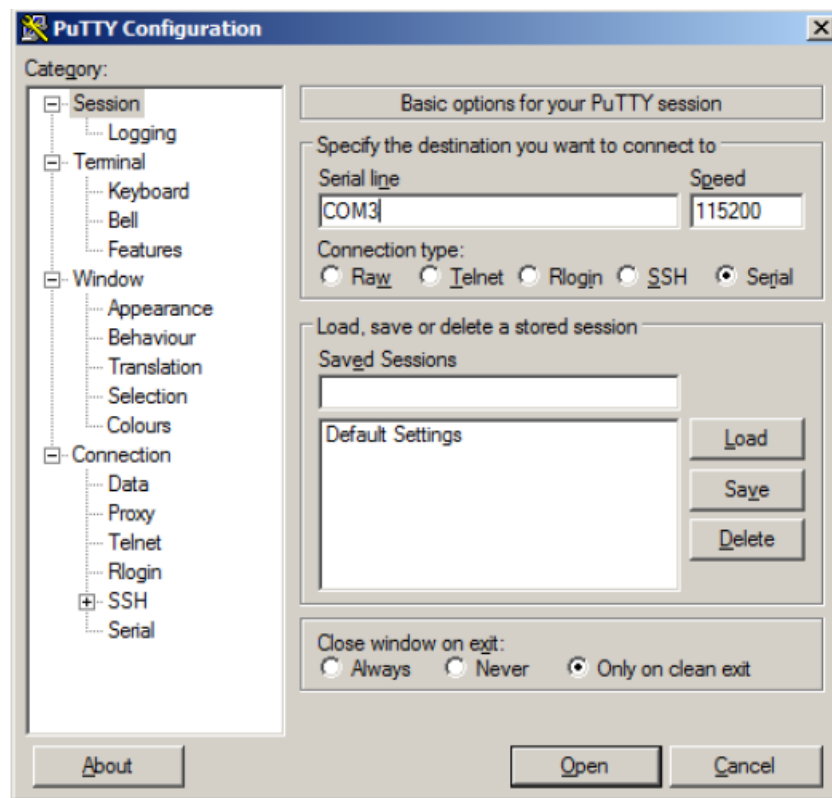 PuTTY Configuration
Category:
Session
Logging
Terminal
Keyboard
Bell
Features
Window
Appearance
Behaviour
Translation
Selection
Colours
Connection
Data
Proxy
Telnet
Rlogin
SSH
Serial
Basic options for your PuTTY session
Specify the destination you want to connect to
Serial line Speed
COM3 115200
Connection type:
Raw Telnet Rlogin SSH Serial
Load, save or delete a stored session
Saved Sessions
Default Settings
Load
Save
Delete
Close window on exit:
Always Never Only on clean exit
About Open Cancel